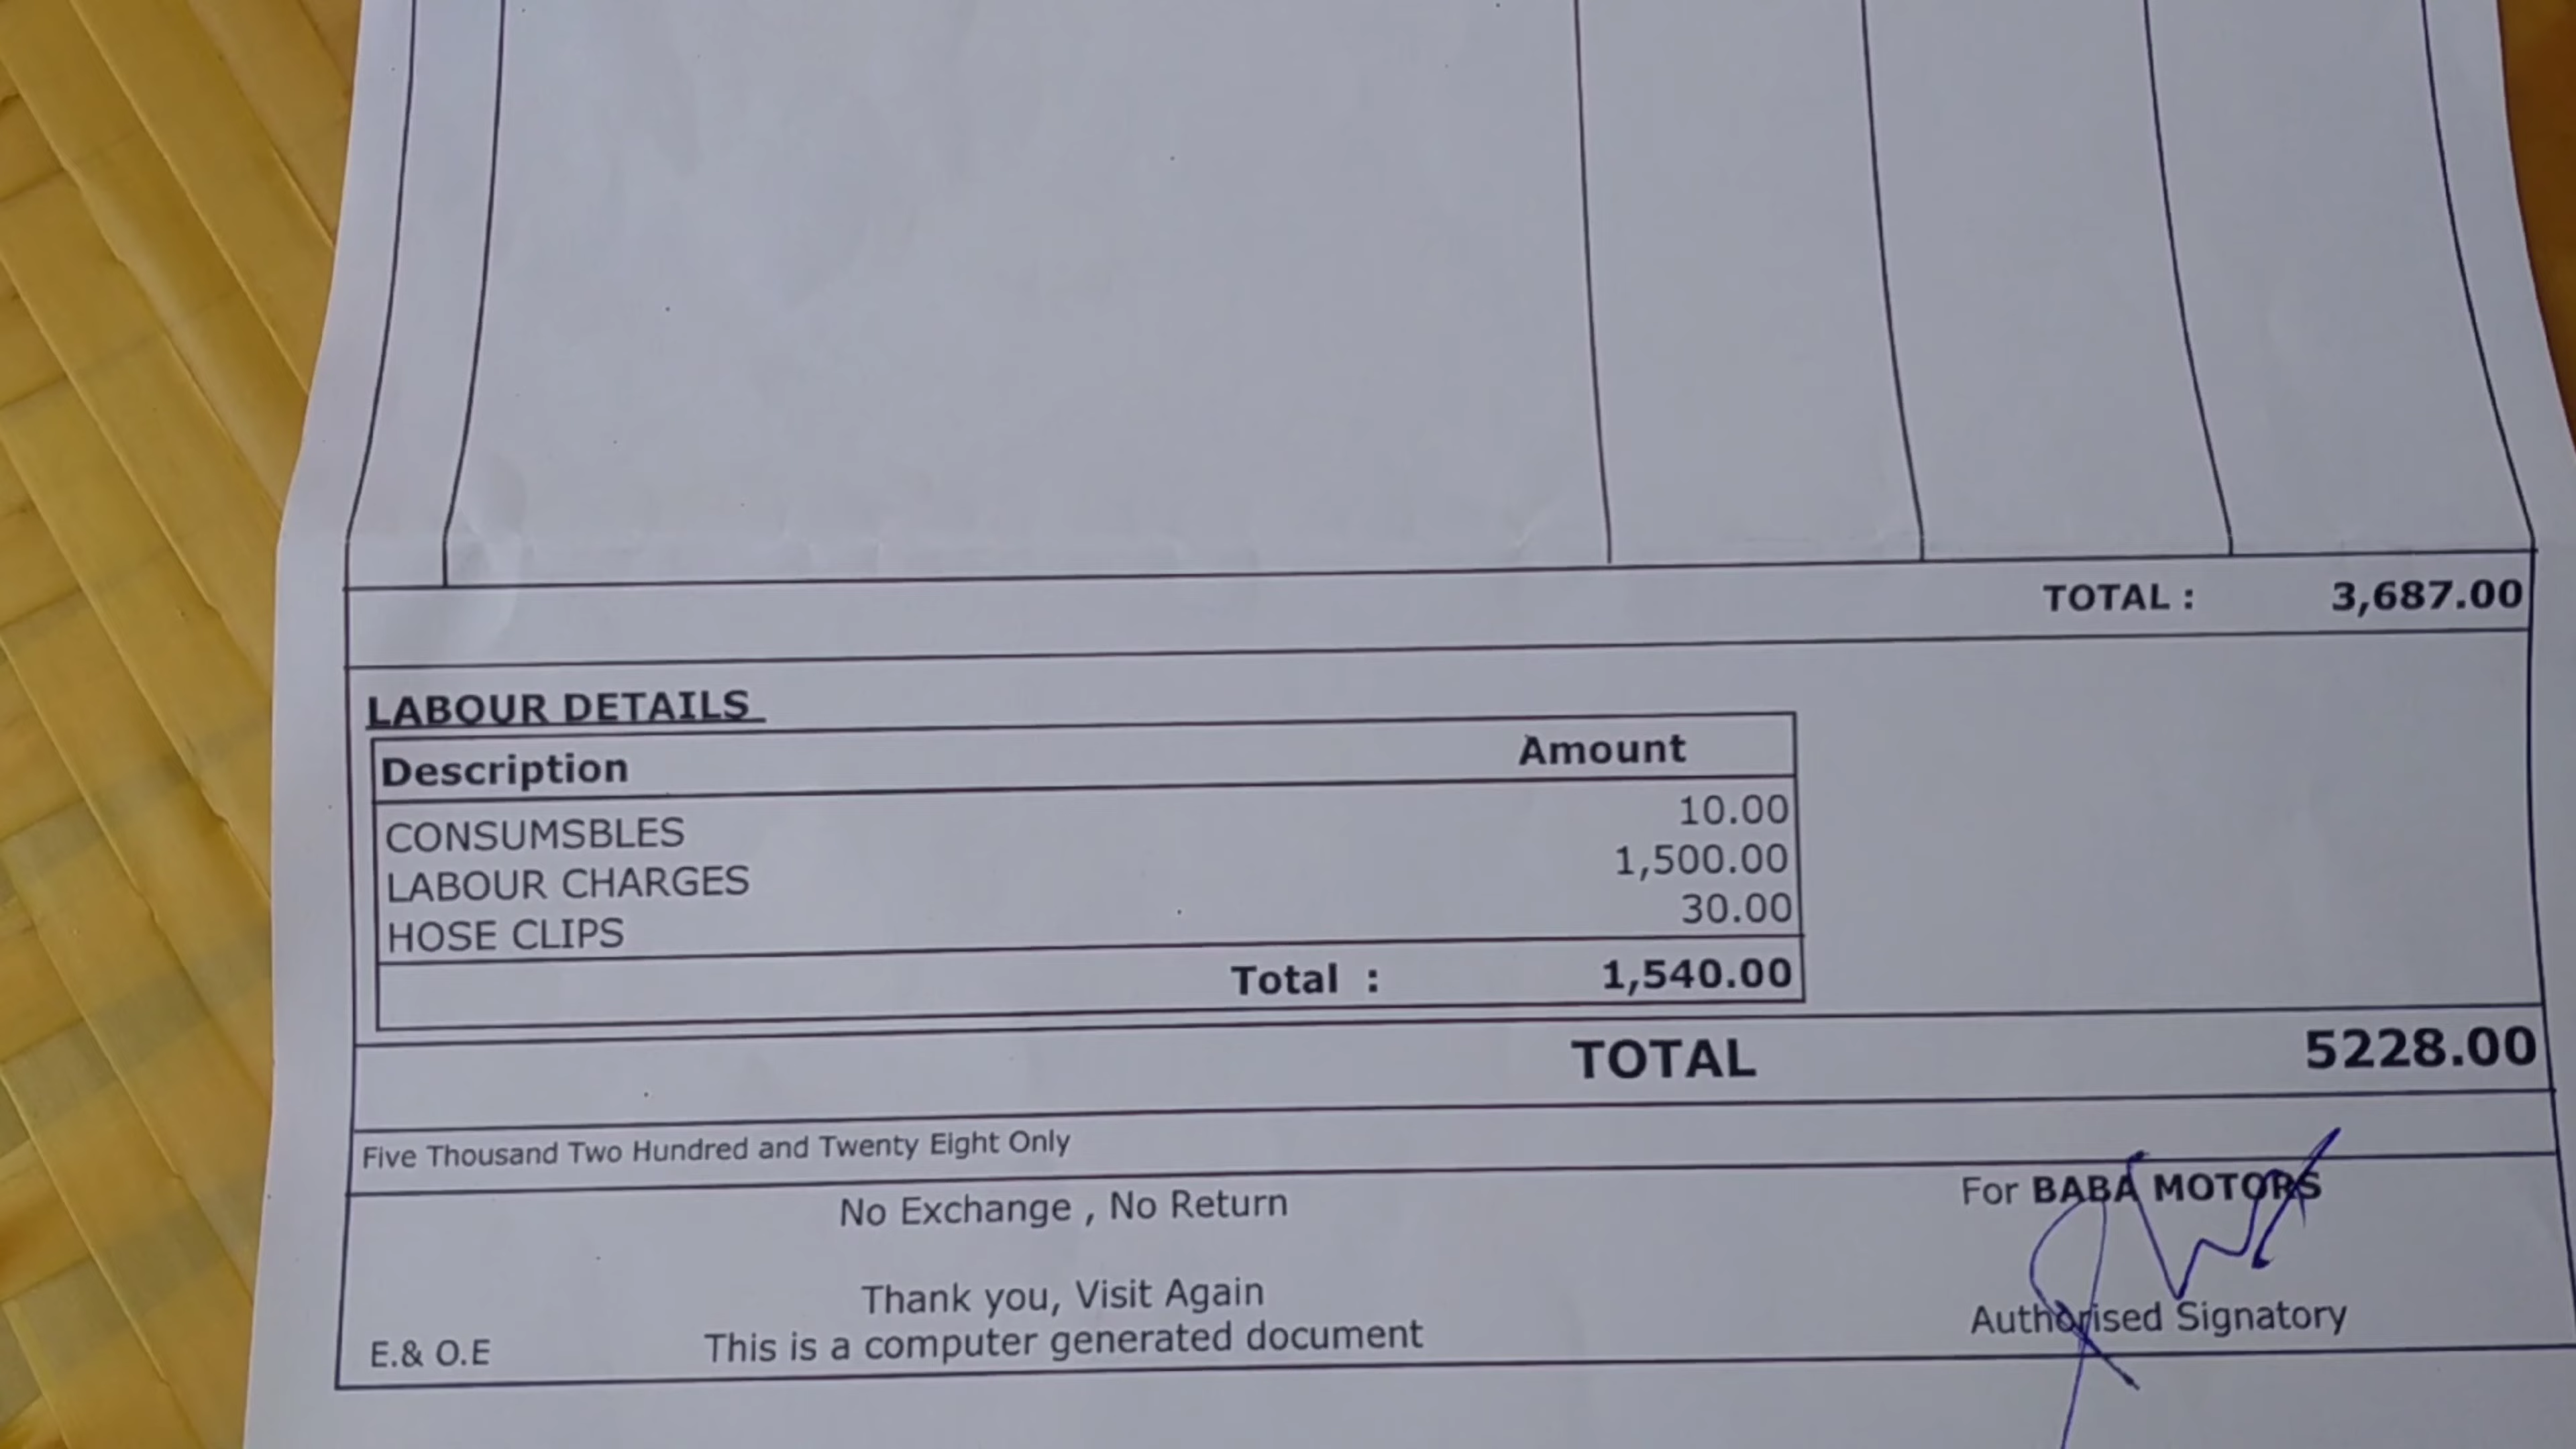 TOTAL : 3,687.00
LABOUR DETAILS
Description Amount
CONSUMSBLES 10.00
LABOUR CHARGES 1,500.00
HOSE CLIPS 30.00
Total : 1,540.00
TOTAL 5228.00
Five Thousand Two Hundred and Twenty Eight Only
No Exchange , No Return
For BABA MOTORS
Thank you, Visit Again
Authorised Signatory
E.& O.E
This is a computer generated document